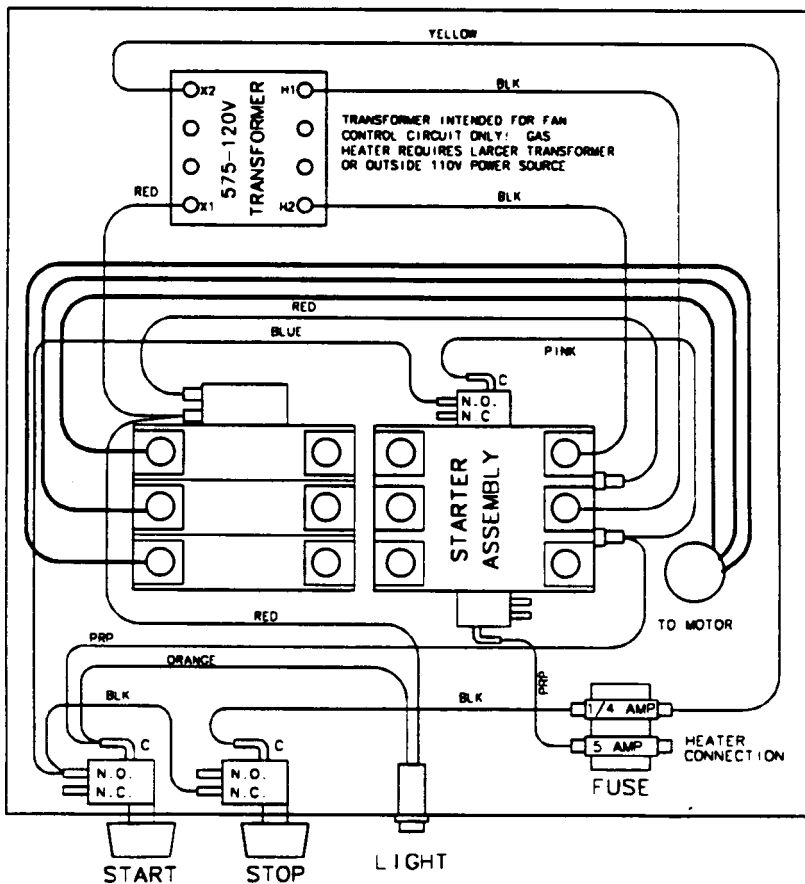 YELLOW
X2
H1
BLK
575-120V
TRANSFORMER
TRANSFORMER INTENDED FOR FAN
CONTROL CIRCUIT ONLY! GAS
HEATER REQUIRES LARGER TRANSFORMER
OR OUTSIDE 110V POWER SOURCE
RED
X1
H2
BLK
RED
BLUE
PINK
C
N.O.
N C
STARTER
ASSEMBLY
RED
TO MOTOR
PRP
ORANGE
BLK
BLK
PRP
1/4 AMP
5 AMP
HEATER
CONNECTION
FUSE
C
N.O.
N.C.
C
N.O.
N.C.
START
STOP
LIGHT